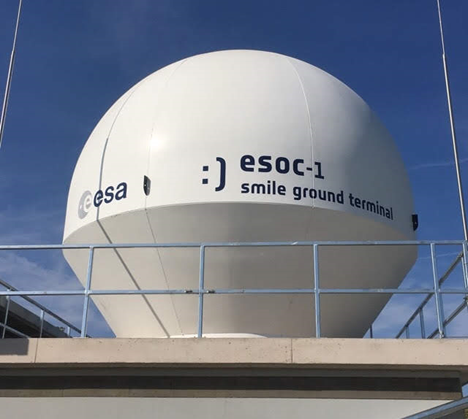 esa
:) esoc-1
smile ground terminal